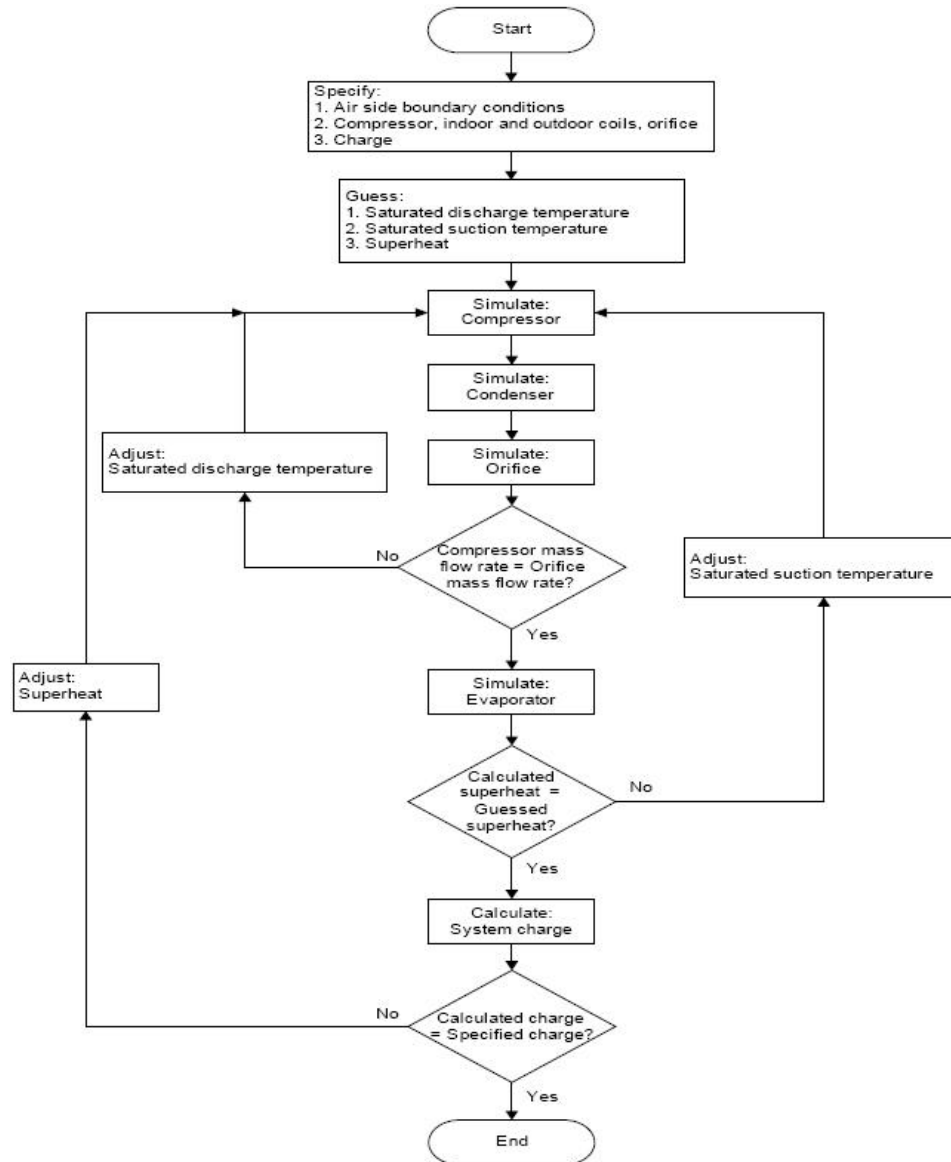 Start
Specify:
1. Air side boundary conditions
2. Compressor, indoor and outdoor coils, orifice
3. Charge
Guess:
1. Saturated discharge temperature
2. Saturated suction temperature
3. Superheat
Simulate:
Compressor
Simulate:
Condenser
Adjust:
Saturated discharge temperature
Simulate:
Orifice
No
Compressor mass
flow rate = Orifice
mass flow rate?
Adjust:
Saturated suction temperature
Yes
Adjust:
Superheat
Simulate:
Evaporator
Calculated
superheat =
Guessed
superheat?
No
Yes
Calculate:
System charge
No
Calculated charge
= Specified charge?
Yes
End